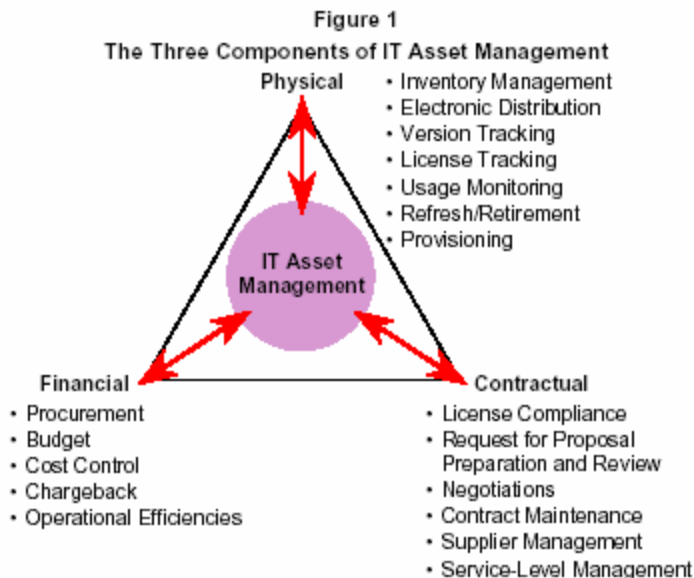 Figure 1
The Three Components of IT Asset Management
Physical
• Inventory Management
• Electronic Distribution
• Version Tracking
• License Tracking
• Usage Monitoring
• Refresh/Retirement
• Provisioning
IT Asset
Management
Financial
• Procurement
• Budget
• Cost Control
• Chargeback
• Operational Efficiencies
Contractual
• License Compliance
• Request for Proposal
Preparation and Review
• Negotiations
• Contract Maintenance
• Supplier Management
• Service-Level Management